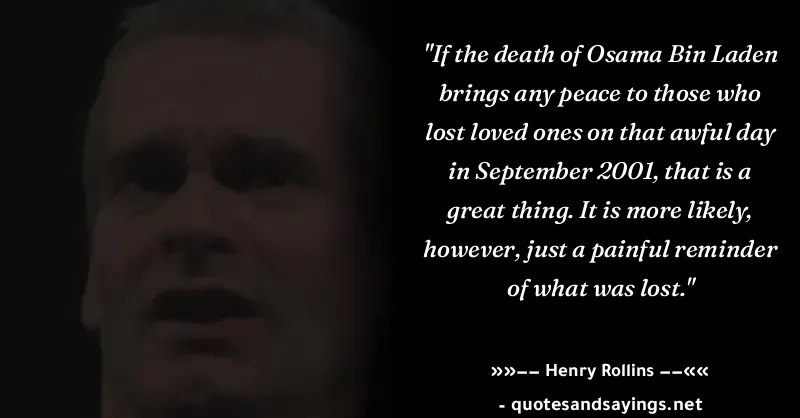 "If the death of Osama Bin Laden
brings any peace to those who
lost loved ones on that awful day
in September 2001, that is a
great thing. It is more likely,
however, just a painful reminder
of what was lost."
»»−− Henry Rollins −−««
- quotesandsayings.net